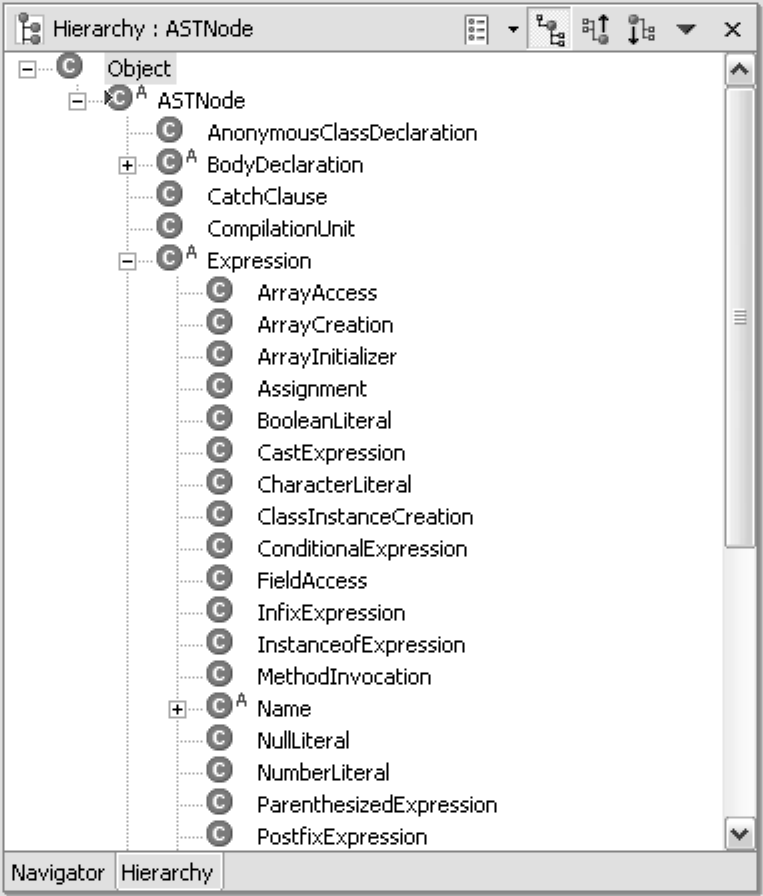 Hierarchy : ASTNode
C Object
C A ASTNode
C AnonymousClassDeclaration
C A BodyDeclaration
C CatchClause
C CompilationUnit
C A Expression
C ArrayAccess
C ArrayCreation
C ArrayInitializer
C Assignment
C BooleanLiteral
C CastExpression
C CharacterLiteral
C ClassInstanceCreation
C ConditionalExpression
C FieldAccess
C InfixExpression
C InstanceofExpression
C MethodInvocation
C A Name
C NullLiteral
C NumberLiteral
C ParenthesizedExpression
C PostfixExpression
Navigator Hierarchy